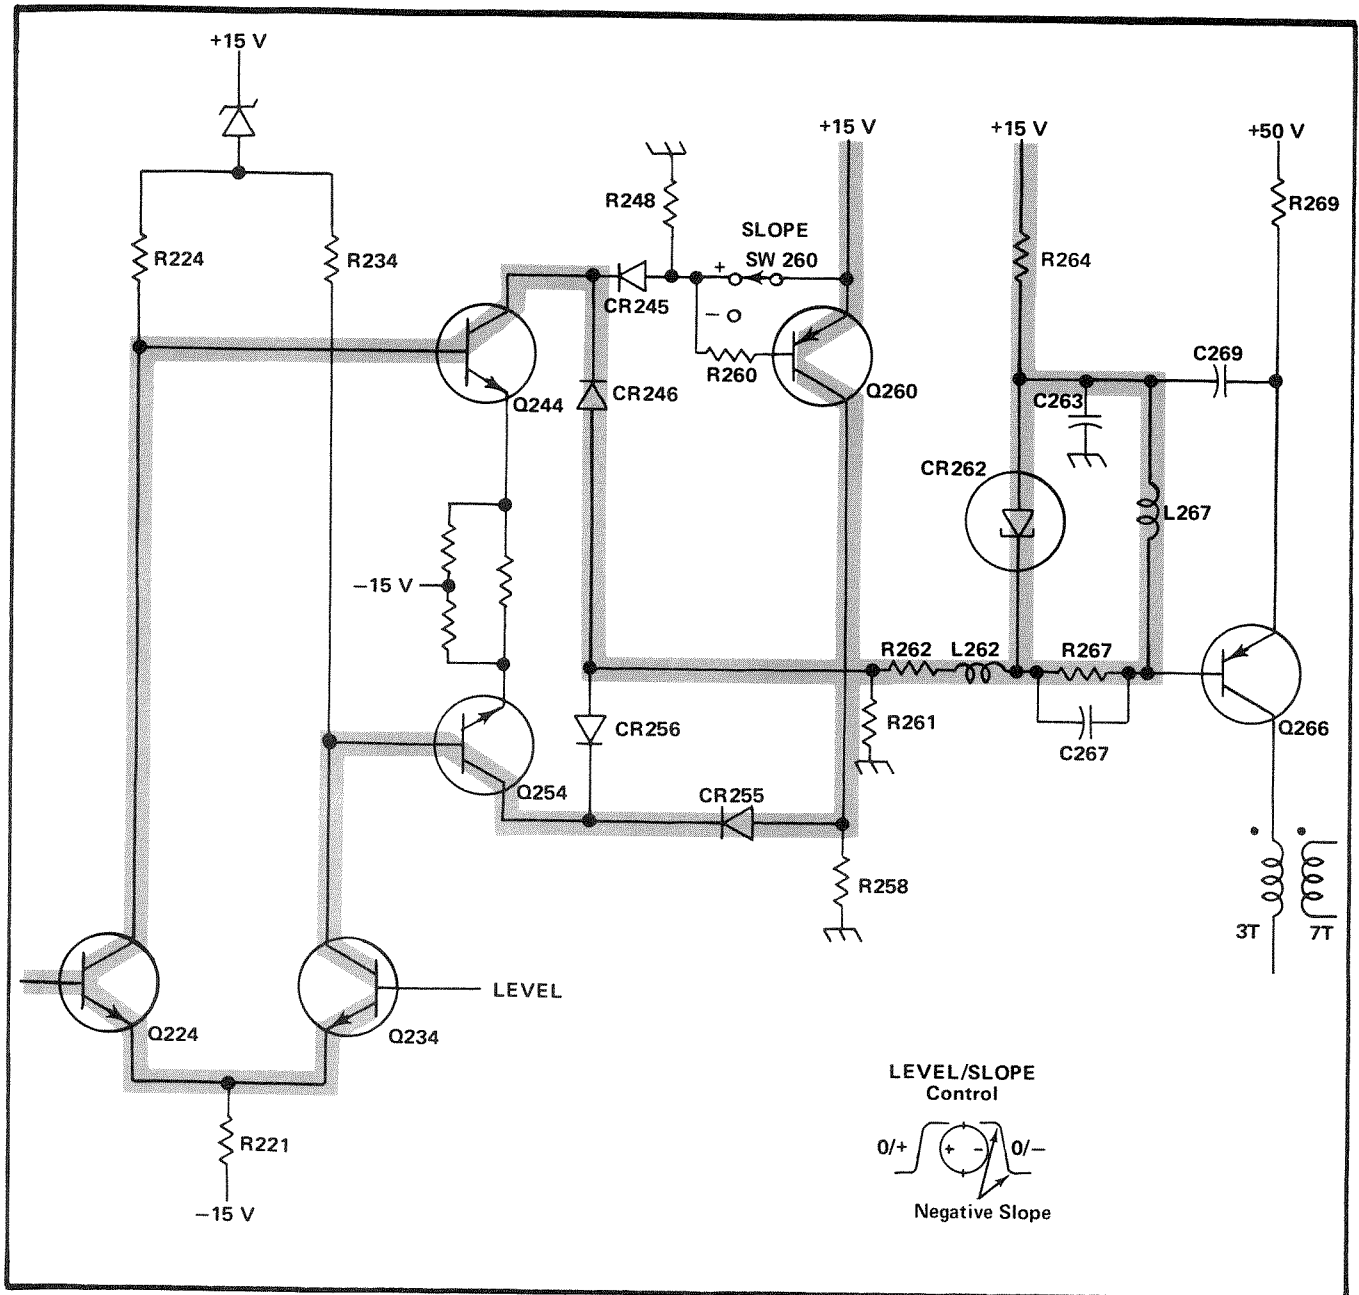 +15 V
+15 V
+15 V
+50 V
R248
R269
SLOPE
SW 260
R224
R234
R264
+
CR245
−
R260
C269
CR246
Q260
C263
Q244
CR262
L267
−15 V
R262
L262
R267
R261
CR256
Q266
C267
Q254
CR255
R258
3T
7T
LEVEL
Q224
Q234
LEVEL/SLOPE
Control
0/+
+
−
0/−
R221
Negative Slope
−15 V